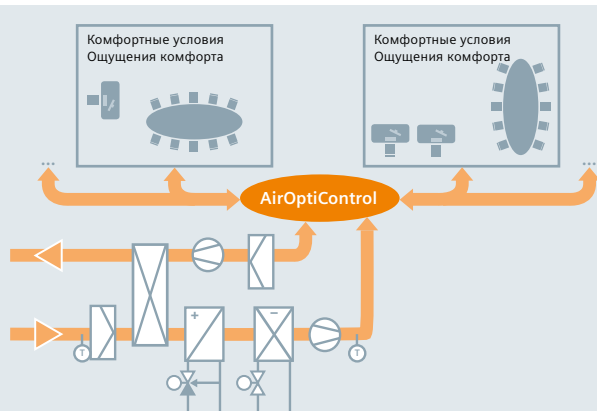 Комфортные условия
Ощущения комфорта
Комфортные условия
Ощущения комфорта
...
...
AirOptiControl
+
−
T
T